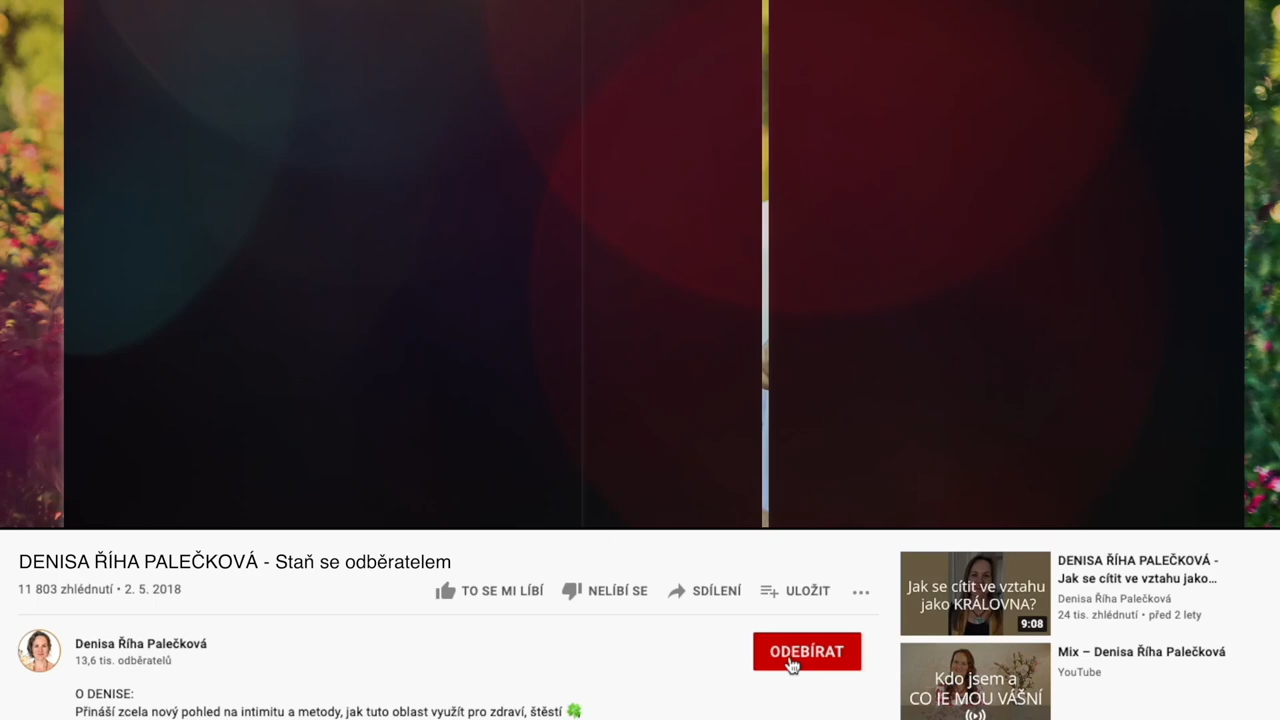 DENISA ŘÍHA PALEČKOVÁ - Staň se odběratelem
11 803 zhlédnutí • 2. 5. 2018
TO SE MI LÍBÍ
NELÍBÍ SE
SDÍLENÍ
ULOŽIT
Denisa Říha Palečková
13,6 tis. odběratelů
ODEBÍRAT
O DENISE:
Přináší zcela nový pohled na intimitu a metody, jak tuto oblast využít pro zdraví, štěstí 🍀
Jak se cítit ve vztahu
jako KRÁLOVNA?
9:08
DENISA ŘÍHA PALEČKOVÁ -
Jak se cítit ve vztahu jako…
Denisa Říha Palečková
24 tis. zhlédnutí • před 2 lety
Kdo jsem a
CO JE MOU VÁŠNÍ
Mix – Denisa Říha Palečková
YouTube